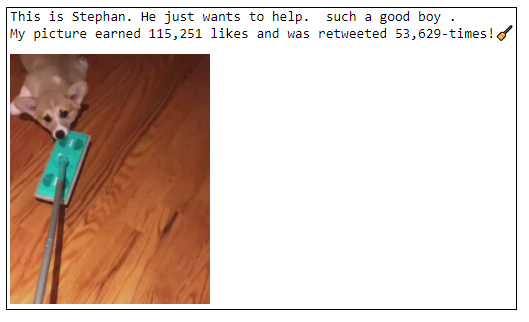 This is Stephan. He just wants to help.  such a good boy .
My picture earned 115,251 likes and was retweeted 53,629-times!🧹